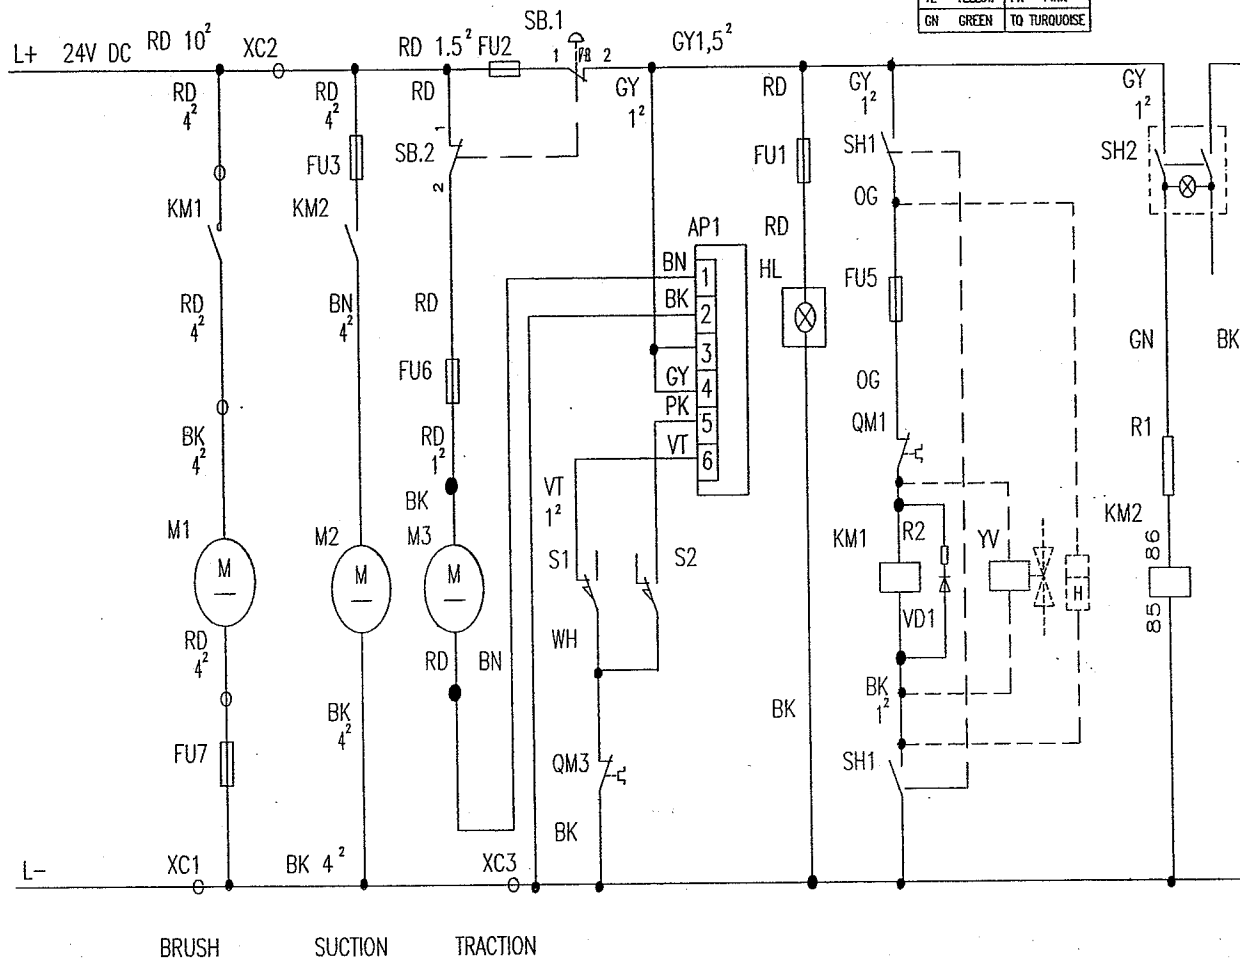 GN GREEN TQ TURQUOISE
SB.1
L+ 24V DC RD 10² XC2 RD 1.5² FU2 1 2 GY1,5²
RD 4² RD 4² RD GY 1² RD GY 1² GY 1²
FU3 SB.2 1 2 FU1 SH1 SH2
KM1 KM2 OG
AP1 RD
BN 1 HL FU5
RD 4² BN 4² RD BK 2
3 GN BK
FU6 GY 4 OG
PK 5 QM1 R1
BK 4² RD 1² VT 6
BK VT 1² KM2
M1 M2 M3 S1 S2 KM1 R2 YV 86
M M M H
VD1 85
RD 4² RD BN WH
BK 4² BK BK 1²
FU7 QM3 SH1
BK
L- XC1 BK 4² XC3
BRUSH SUCTION TRACTION